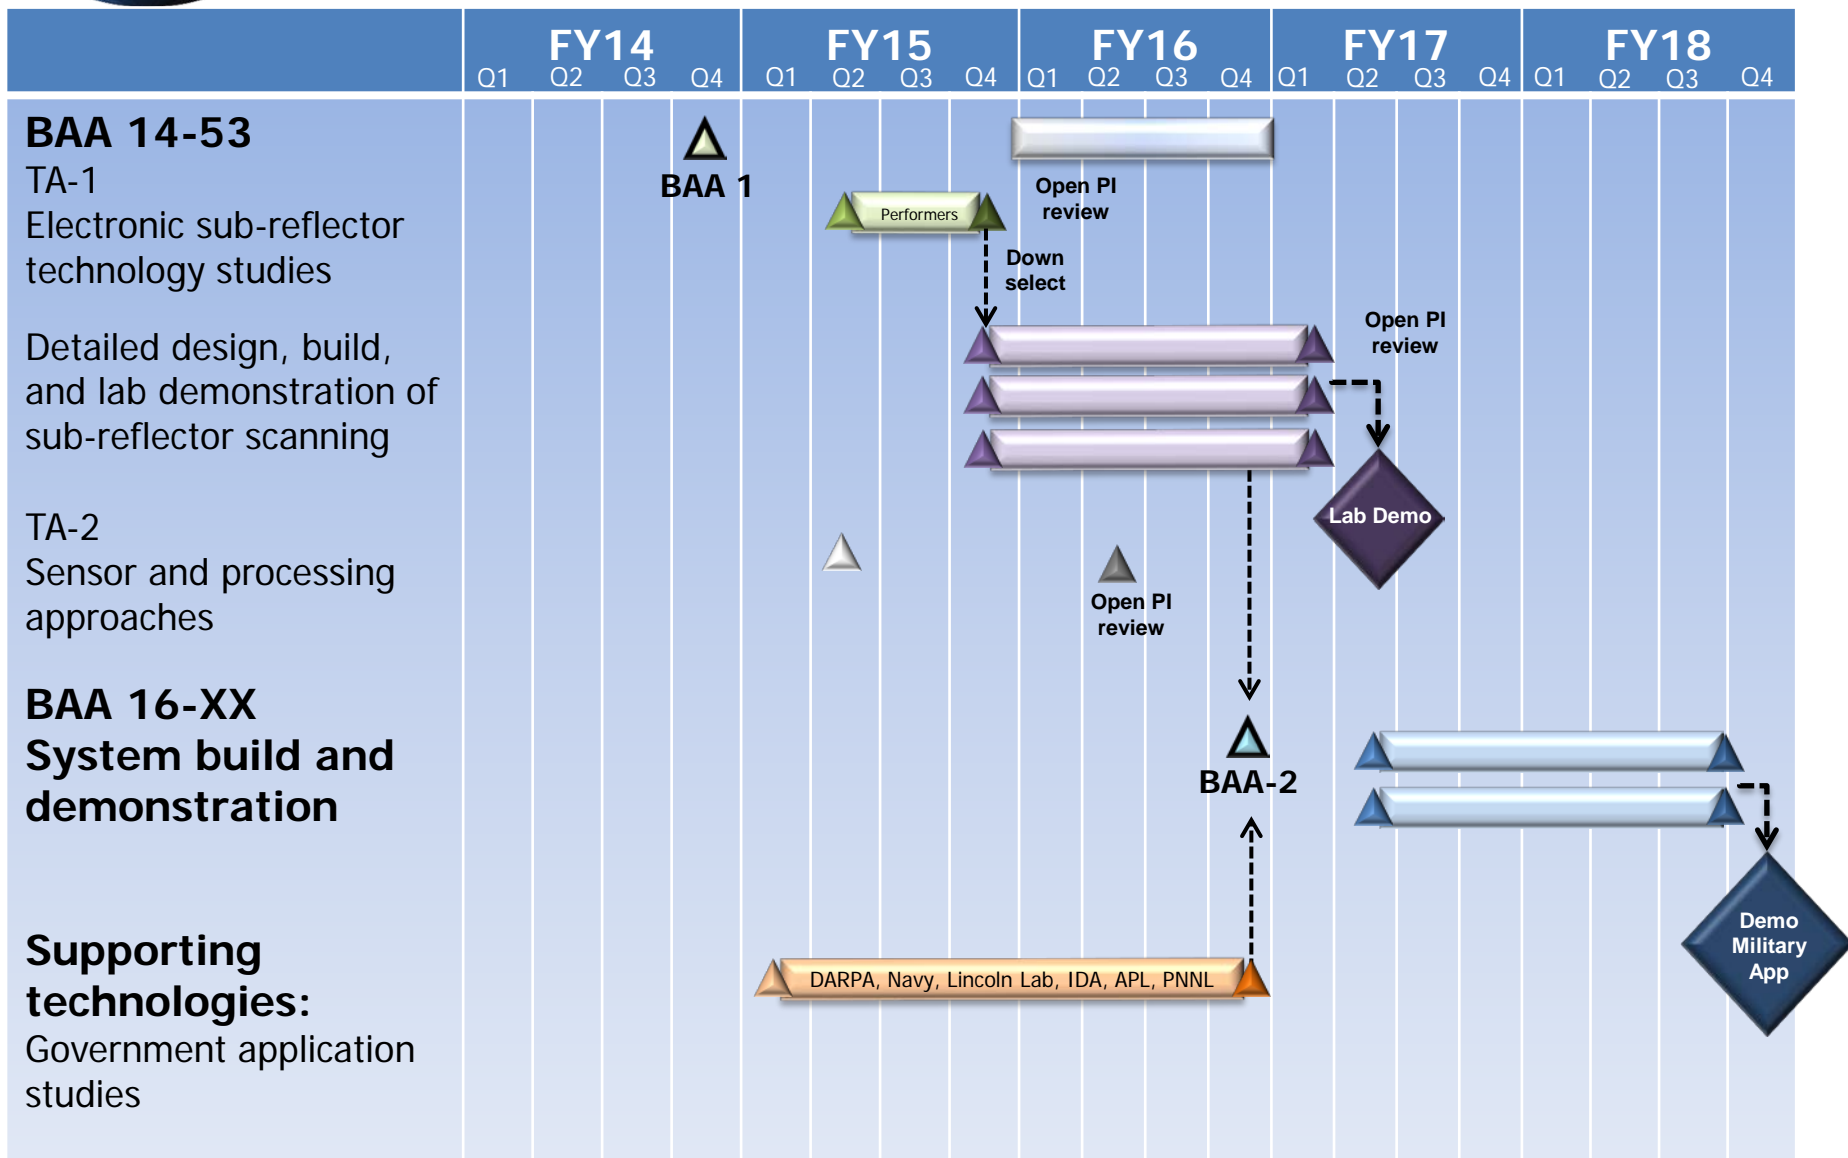 FY14 FY15 FY16 FY17 FY18
Q1 Q2 Q3 Q4 Q1 Q2 Q3 Q4 Q1 Q2 Q3 Q4 Q1 Q2 Q3 Q4 Q1 Q2 Q3 Q4
BAA 14-53
TA-1
Electronic sub-reflector
technology studies
BAA 1
Performers
Open PI
review
Down
select
Detailed design, build,
and lab demonstration of
sub-reflector scanning
Open PI
review
Lab Demo
TA-2
Sensor and processing
approaches
Open PI
review
BAA 16-XX
System build and
demonstration
BAA-2
Demo
Military
App
Supporting
technologies:
Government application
studies
DARPA, Navy, Lincoln Lab, IDA, APL, PNNL